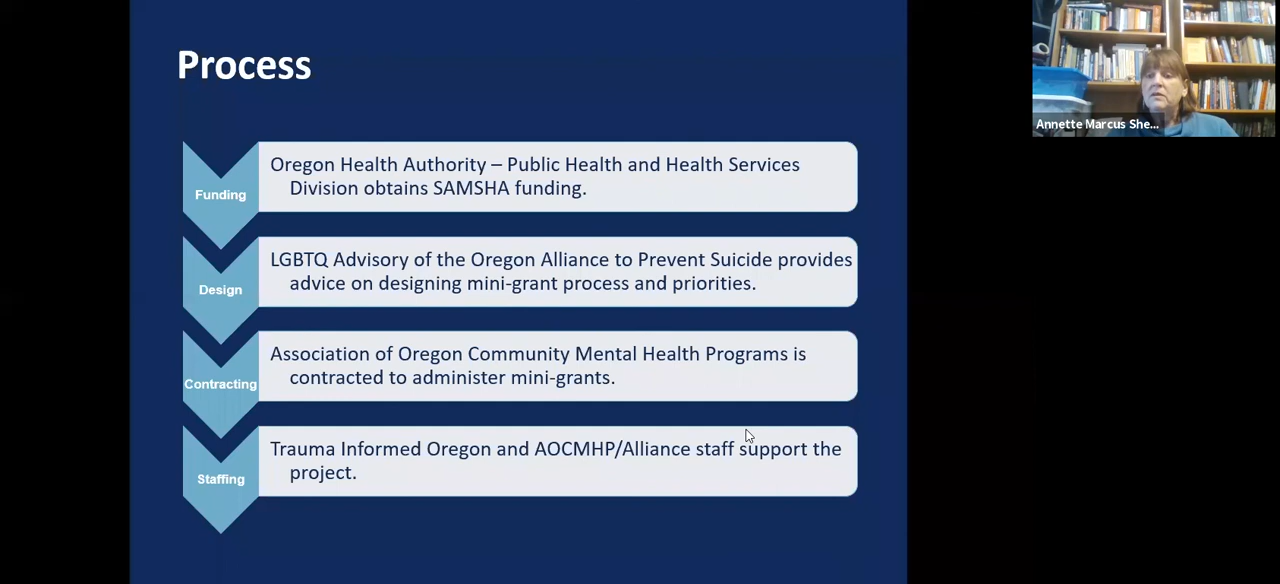 Process
Funding
Oregon Health Authority – Public Health and Health Services
Division obtains SAMSHA funding.
Design
LGBTQ Advisory of the Oregon Alliance to Prevent Suicide provides
advice on designing mini-grant process and priorities.
Contracting
Association of Oregon Community Mental Health Programs is
contracted to administer mini-grants.
Staffing
Trauma Informed Oregon and AOCMHP/Alliance staff support the
project.
Annette Marcus She...